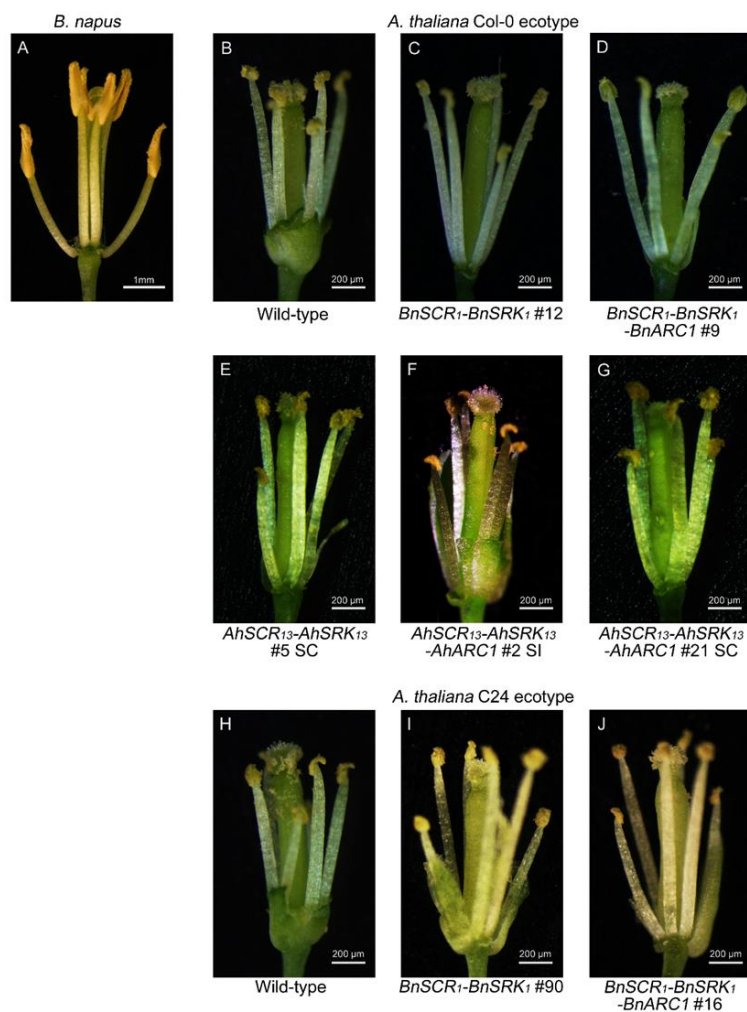 B. napus
A. thaliana Col-0 ecotype
A
B
C
D
1mm
200 µm
200 µm
200 µm
Wild-type
BnSCR₁-BnSRK₁ #12
BnSCR₁-BnSRK₁
-BnARC1 #9
E
F
G
200 µm
200 µm
200 µm
AhSCR₁₃-AhSRK₁₃
#5 SC
AhSCR₁₃-AhSRK₁₃
-AhARC1 #2 SI
AhSCR₁₃-AhSRK₁₃
-AhARC1 #21 SC
A. thaliana C24 ecotype
H
I
J
200 µm
200 µm
200 µm
Wild-type
BnSCR₁-BnSRK₁ #90
BnSCR₁-BnSRK₁
-BnARC1 #16